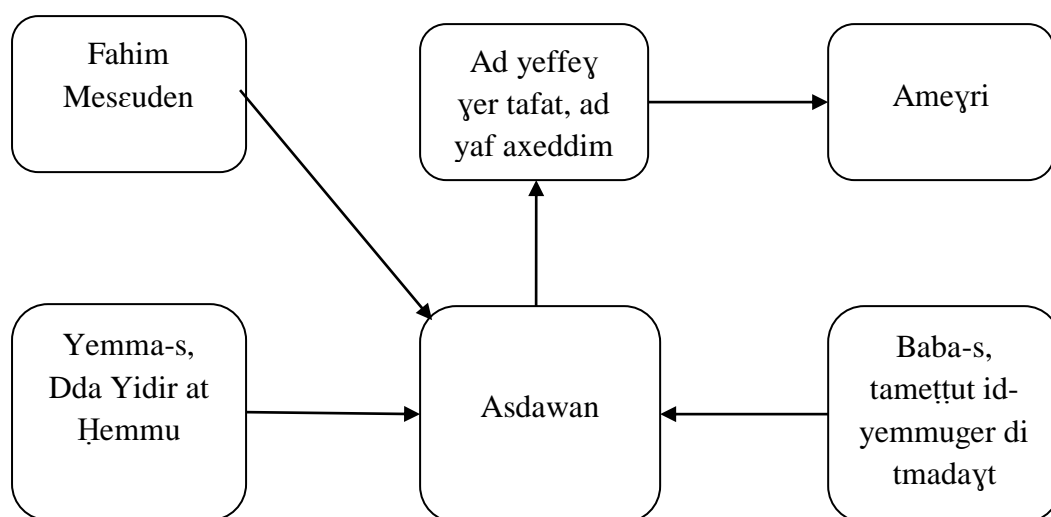 Fahim
Mesɛuden
Ad yeffeɣ
ɣer tafat, ad
yaf axeddim
Ameɣri
Yemma-s,
Dda Yidir at
Ḥemmu
Asdawan
Baba-s,
tameṭṭut id-
yemmuger di
tmadaɣt